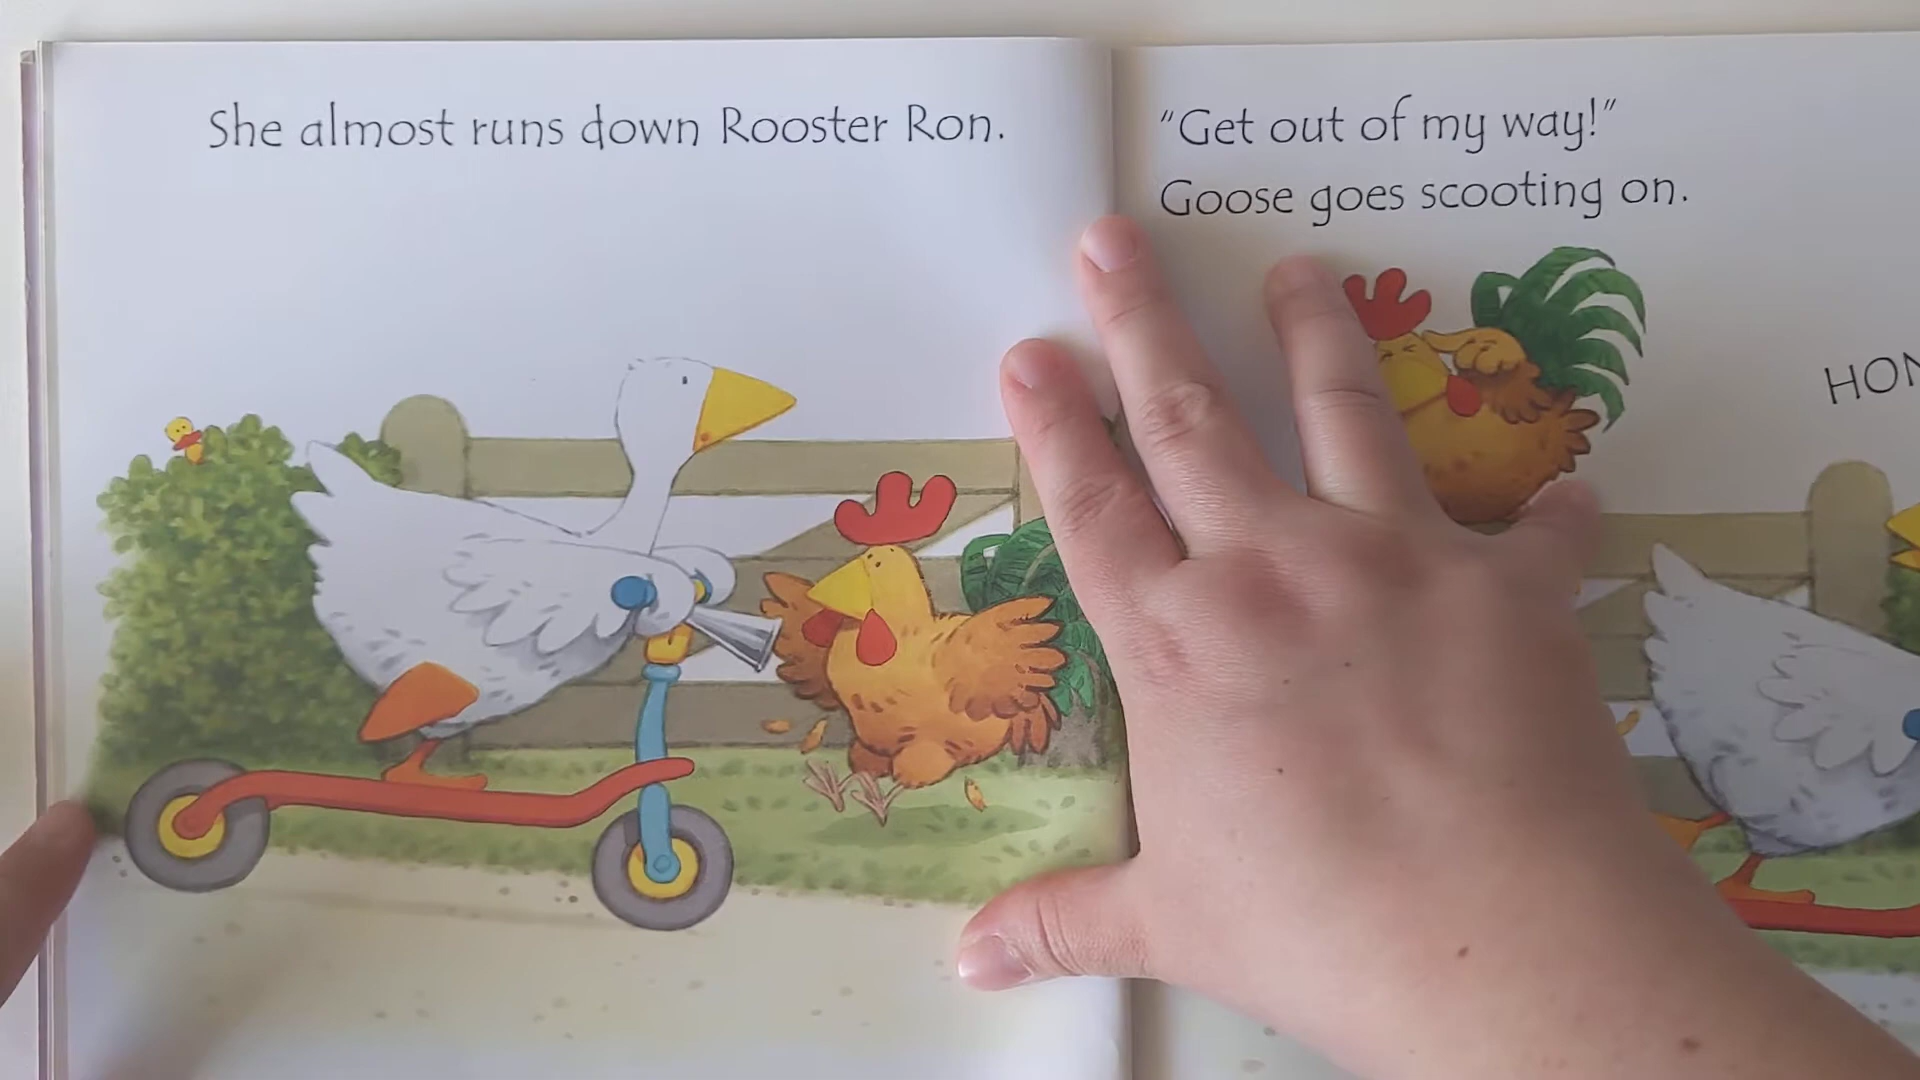 She almost runs down Rooster Ron.
"Get out of my way!"
Goose goes scooting on.